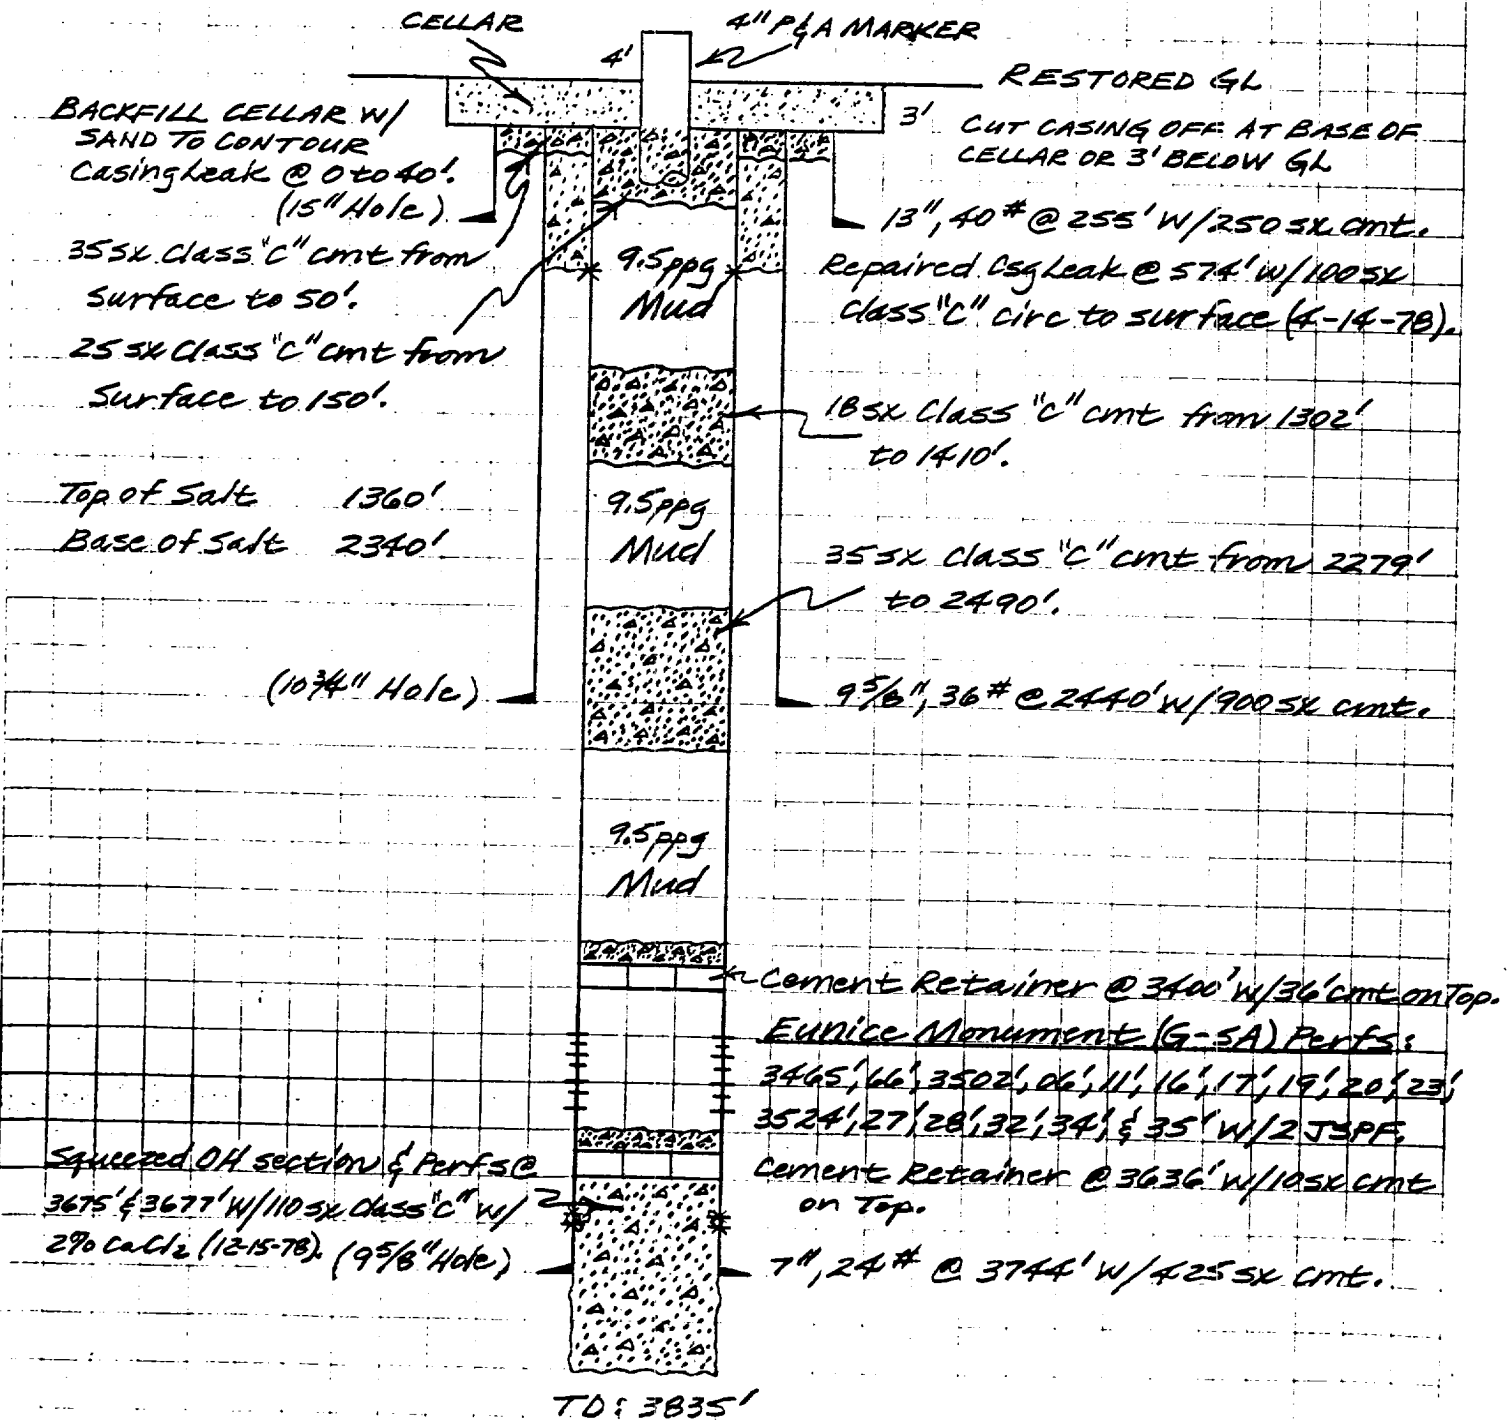 CELLAR
4" P&A MARKER
4'
RESTORED GL
BACKFILL CELLAR W/
SAND TO CONTOUR
3'
CUT CASING OFF AT BASE OF
CELLAR OR 3' BELOW GL
Casing Leak @ 0 to 40'.
(15" Hole)
13", 40# @ 255' W/250 sx cmt.
35 sx Class "C" cmt from
Surface to 50'.
9.5ppg
Mud
Repaired Csg Leak @ 574' W/100 sx
Class "C" circ to surface (4-14-78).
25 sx Class "C" cmt from
Surface to 150'.
18 sx Class "C" cmt from 1302'
to 1410'.
Top of Salt 1360'
Base of Salt 2340'
9.5ppg
Mud
35 sx Class "C" cmt from 2279'
to 2490'.
(10 3/4" Hole)
9 5/8", 36# @ 2440' W/900 sx cmt.
9.5ppg
Mud
Cement Retainer @ 3400' W/36' cmt on Top.
Eunice Monument (G-SA) Perfs:
3465', 66', 3502', 06', 11', 16', 17', 19', 20', 23',
3524', 27', 28', 32', 34', & 35' W/2 JSPF.
Squeezed OH section & Perfs @
3675' & 3677' W/110 sx Class "C" W/
2% CaCl2 (12-15-78).
Cement Retainer @ 3636' W/10 sx cmt
on Top.
(9 5/8" Hole)
7", 24# @ 3744' W/425 sx cmt.
TD: 3835'